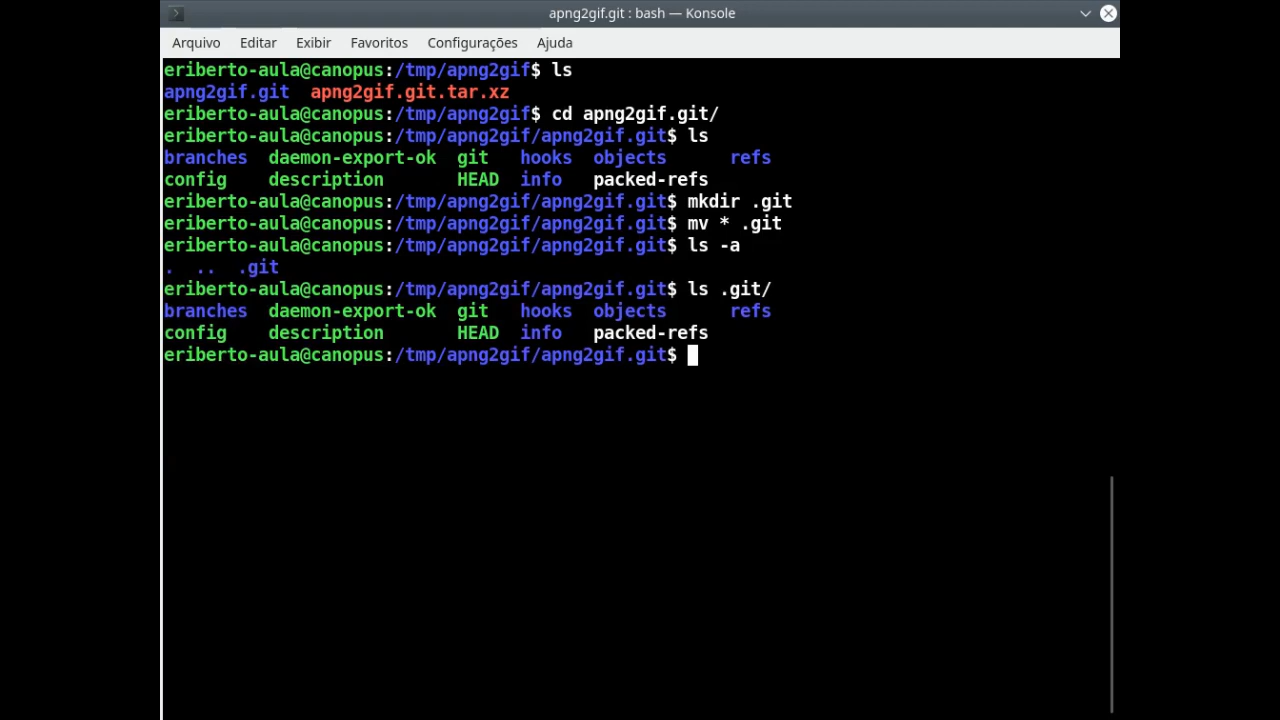 apng2gif.git : bash — Konsole
Arquivo Editar Exibir Favoritos Configurações Ajuda
eriberto-aula@canopus:/tmp/apng2gif$ ls
apng2gif.git  apng2gif.git.tar.xz
eriberto-aula@canopus:/tmp/apng2gif$ cd apng2gif.git/
eriberto-aula@canopus:/tmp/apng2gif/apng2gif.git$ ls
branches  daemon-export-ok  git   hooks  objects      refs
config    description       HEAD  info   packed-refs
eriberto-aula@canopus:/tmp/apng2gif/apng2gif.git$ mkdir .git
eriberto-aula@canopus:/tmp/apng2gif/apng2gif.git$ mv * .git
eriberto-aula@canopus:/tmp/apng2gif/apng2gif.git$ ls -a
.  ..  .git
eriberto-aula@canopus:/tmp/apng2gif/apng2gif.git$ ls .git/
branches  daemon-export-ok  git   hooks  objects      refs
config    description       HEAD  info   packed-refs
eriberto-aula@canopus:/tmp/apng2gif/apng2gif.git$